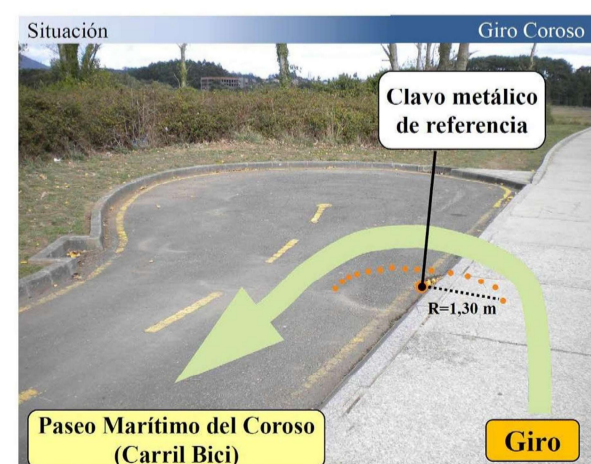 Situación
Giro Coroso
Clavo metálico
de referencia
R=1,30 m
Paseo Marítimo del Coroso
(Carril Bici)
Giro